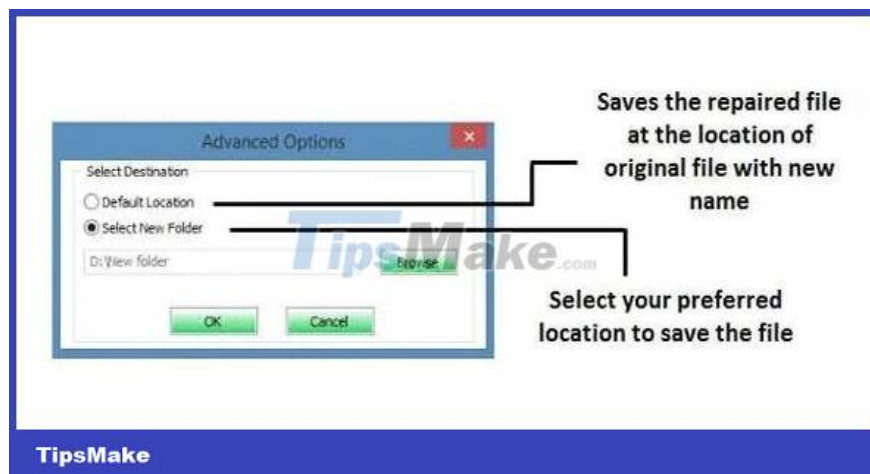 Advanced Options
Select Destination
Default Location
Select New Folder
D:\New folder
Browse
OK
Cancel
Saves the repaired file
at the location of
original file with new
name
Select your preferred
location to save the file
TipsMake.com
TipsMake